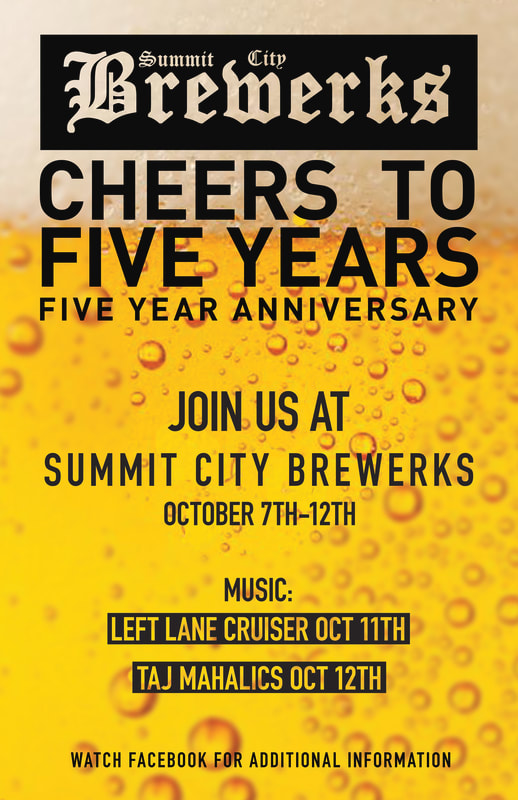 Summit City
Brewerks
CHEERS TO
FIVE YEARS
FIVE YEAR ANNIVERSARY
JOIN US AT
SUMMIT CITY BREWERKS
OCTOBER 7TH-12TH
MUSIC:
LEFT LANE CRUISER OCT 11TH
TAJ MAHALICS OCT 12TH
WATCH FACEBOOK FOR ADDITIONAL INFORMATION